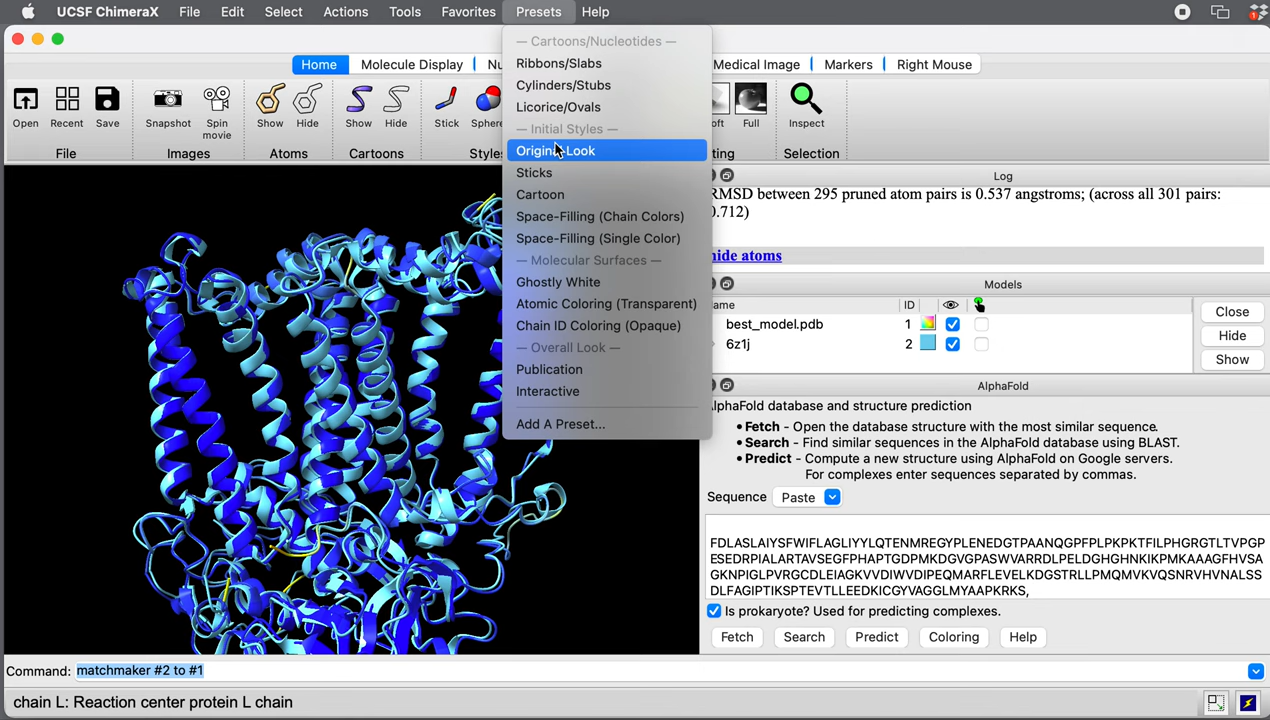 UCSF ChimeraX File Edit Select Actions Tools Favorites Presets Help
Home Molecule Display Nu Medical Image Markers Right Mouse
Open Recent Save Snapshot Spin movie Show Hide Show Hide Stick Sphere oft Full Inspect
File Images Atoms Cartoons Styles ting Selection
— Cartoons/Nucleotides —
Ribbons/Slabs
Cylinders/Stubs
Licorice/Ovals
— Initial Styles —
Original Look
Sticks
Cartoon
Space-Filling (Chain Colors)
Space-Filling (Single Color)
— Molecular Surfaces —
Ghostly White
Atomic Coloring (Transparent)
Chain ID Coloring (Opaque)
— Overall Look —
Publication
Interactive
Add A Preset...
Log
RMSD between 295 pruned atom pairs is 0.537 angstroms; (across all 301 pairs:
0.712)
hide atoms
Models
ame ID
best_model.pdb 1
6z1j 2
Close
Hide
Show
AlphaFold
AlphaFold database and structure prediction
• Fetch - Open the database structure with the most similar sequence.
• Search - Find similar sequences in the AlphaFold database using BLAST.
• Predict - Compute a new structure using AlphaFold on Google servers.
For complexes enter sequences separated by commas.
Sequence Paste
FDLASLAIYSFWIFLAGLIYYLQTENMREGYPLENEDGTPAANQGPFPLPKPKTFILPHGRGTLTVPGP
ESEDRPIALARTAVSEGFPHAPTGDPMKDGVGPASWVARRDLPELDGHGHNKIKPMKAAAGFHVSA
GKNPIGLPVRGCDLEIAGKVVDIWVDIPEQMARFLEVELKDGSTRLLPMQMVKVQSNRVHVNALSS
DLFAGIPTIKSPTEVTLLEEDKICGYVAGGLMYAAPKRKS,
Is prokaryote? Used for predicting complexes.
Fetch Search Predict Coloring Help
Command: matchmaker #2 to #1
chain L: Reaction center protein L chain